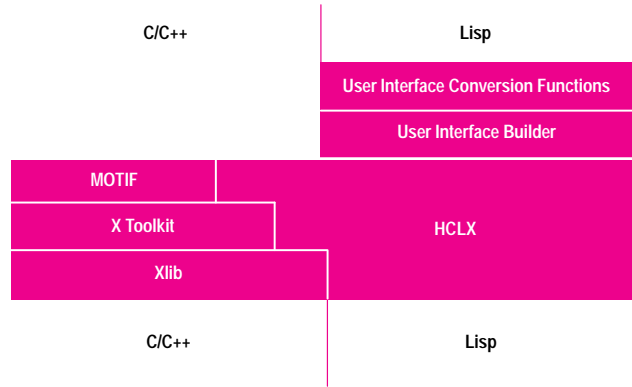 C/C++
Lisp
User Interface Conversion Functions
User Interface Builder
MOTIF
X Toolkit
HCLX
Xlib
C/C++
Lisp